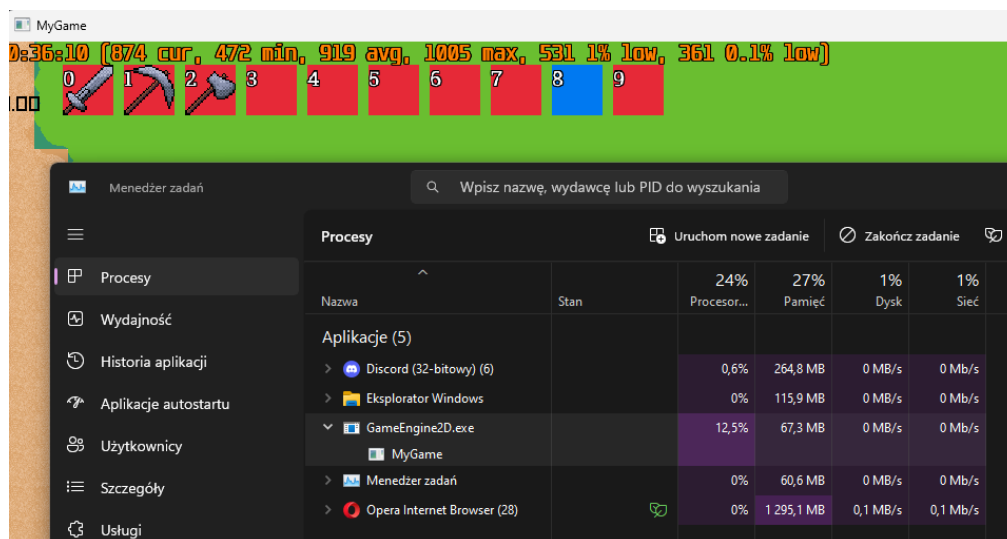 MyGame
0:36:10 (874 cur, 472 min, 919 avg, 1005 max, 531 1% low, 361 0.1% low)
0 1 2 3 4 5 6 7 8 9
.00
Menedżer zadań
Wpisz nazwę, wydawcę lub PID do wyszukania
Procesy
Uruchom nowe zadanie
Zakończ zadanie
Procesy
Wydajność
Historia aplikacji
Aplikacje autostartu
Użytkownicy
Szczegóły
Usługi
24% 27% 1% 1%
Nazwa Stan Procesor... Pamięć Dysk Sieć
Aplikacje (5)
Discord (32-bitowy) (6) 0,6% 264,8 MB 0 MB/s 0 Mb/s
Eksplorator Windows 0% 115,9 MB 0 MB/s 0 Mb/s
GameEngine2D.exe 12,5% 67,3 MB 0 MB/s 0 Mb/s
MyGame
Menedżer zadań 0% 60,6 MB 0 MB/s 0 Mb/s
Opera Internet Browser (28) 0% 1 295,1 MB 0,1 MB/s 0,1 Mb/s